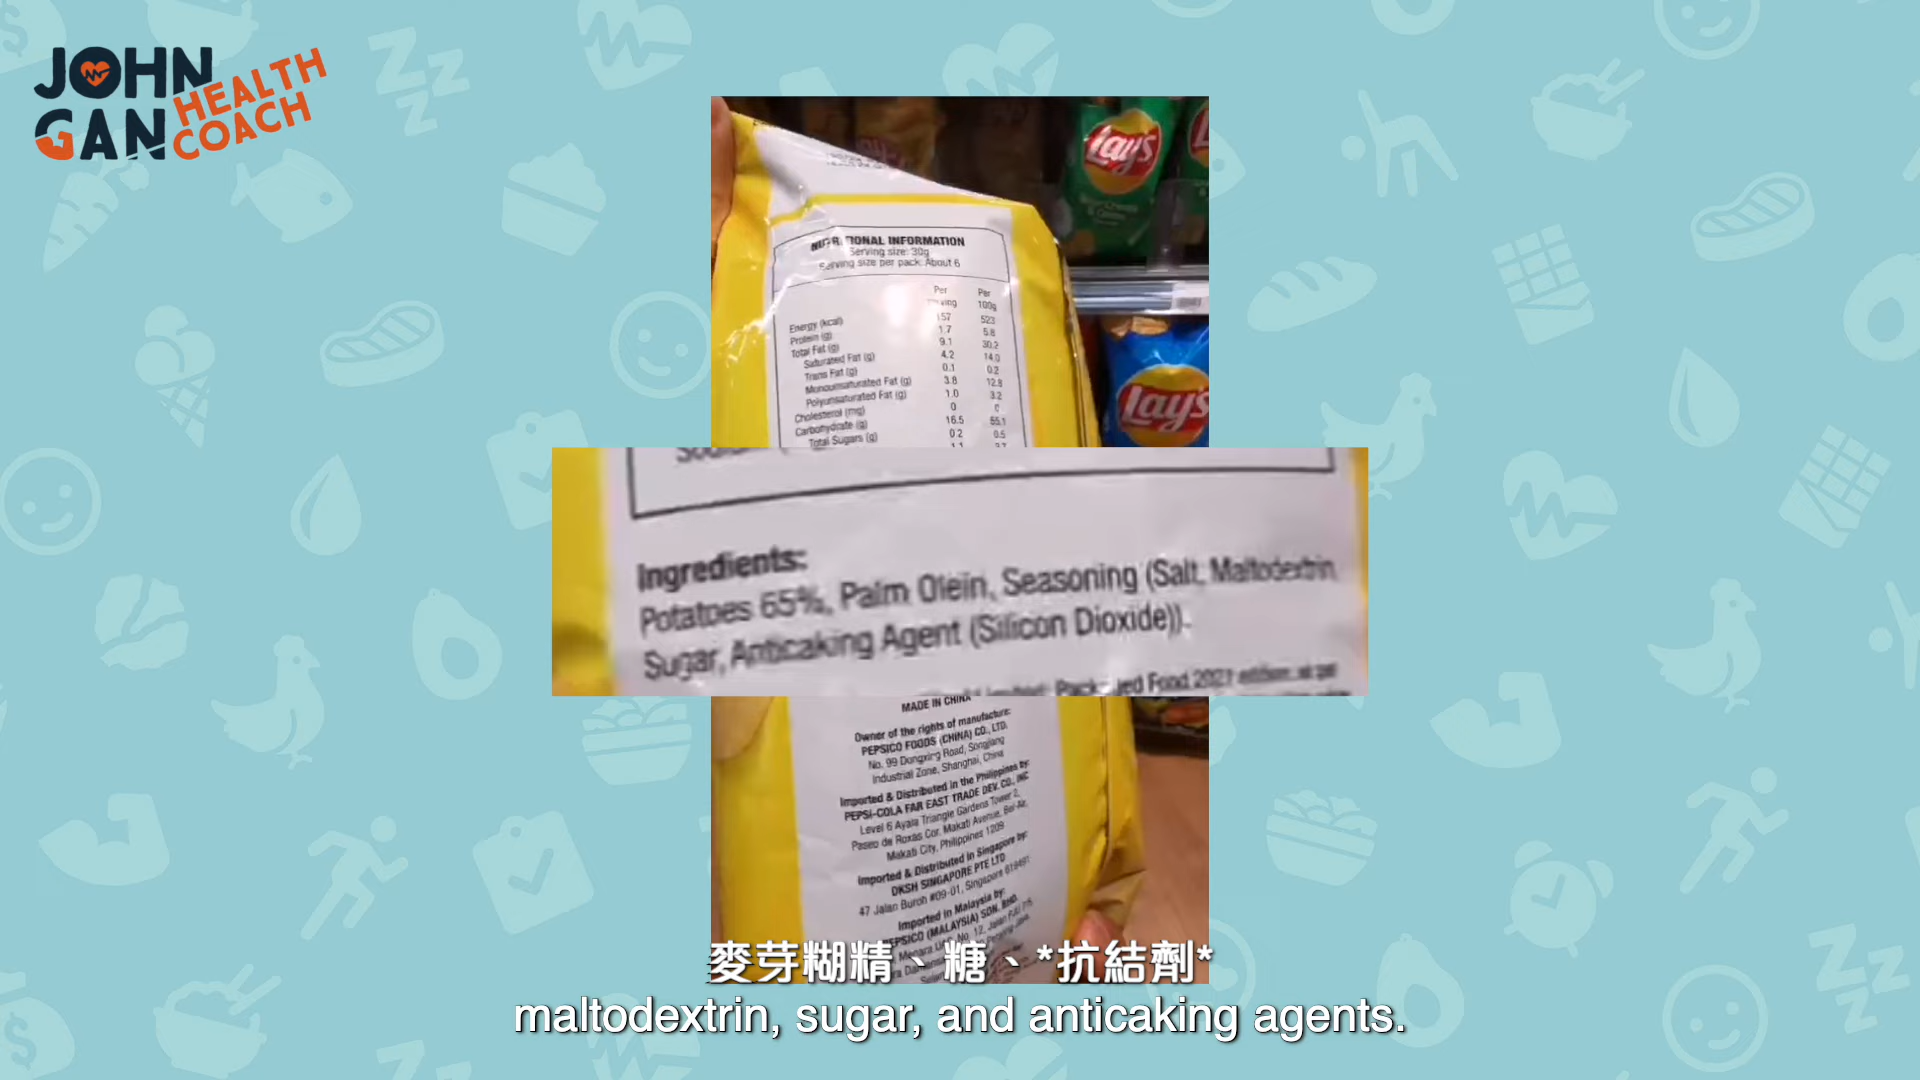 JOHN
GAN
HEALTH
COACH
Lay's
Lay's
NUTRITIONAL INFORMATION
Serving size: 30g
Serving size per pack: About 6
Per Per
serving 100g
Energy (kcal) 157 523
Protein (g) 1.7 5.8
Total Fat (g) 9.1 30.2
Saturated Fat (g) 4.2 14.0
Trans Fat (g) 0.1 0.2
Monounsaturated Fat (g) 3.8 12.8
Polyunsaturated Fat (g) 1.0 3.2
Cholesterol (mg) 0 0
Carbohydrate (g) 16.5 55.1
Total Sugars (g) 0.2 0.5
Ingredients:
Potatoes 65%, Palm Olein, Seasoning (Salt, Maltodextrin,
Sugar, Anticaking Agent (Silicon Dioxide)).
Food 2021 edition
MADE IN CHINA
Owner of the rights of manufacture:
PEPSICO FOODS (CHINA) CO., LTD.
No. 99 Dongxing Road, Songjiang
Industrial Zone, Shanghai, China
Imported & Distributed in the Philippines by:
PEPSI-COLA FAR EAST TRADE DEV. CO., INC
Level 6 Ayala Triangle Gardens Tower 2,
Paseo de Roxas Cor. Makati Avenue, Bel-Air,
Makati City, Philippines 1209
Imported & Distributed in Singapore by:
DKSH SINGAPORE PTE LTD
47 Jalan Buroh #09-01, Singapore 619491
Imported in Malaysia by:
PEPSICO (MALAYSIA) SDN. BHD.
麥芽糊精、糖、*抗結劑*
maltodextrin, sugar, and anticaking agents.